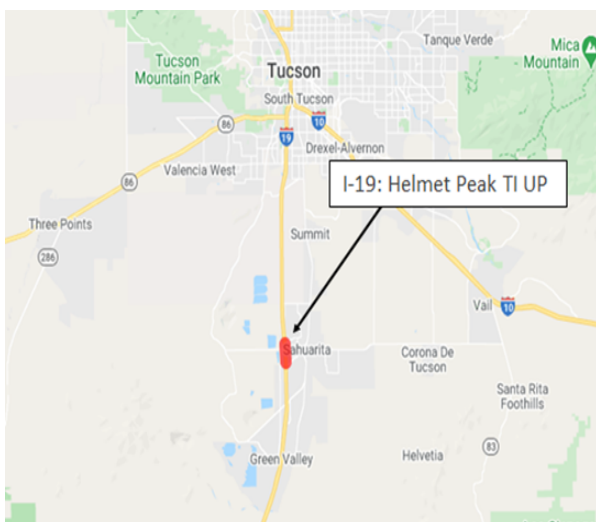 Tanque Verde
Mica
Mountain
Tucson
Mountain Park
Tucson
South Tucson
86
10
19
Drexel-Alvernon
Valencia West
86
I-19: Helmet Peak TI UP
Three Points
Summit
286
Vail
10
Sahuarita
Corona De
Tucson
Santa Rita
Foothills
83
Green Valley
Helvetia